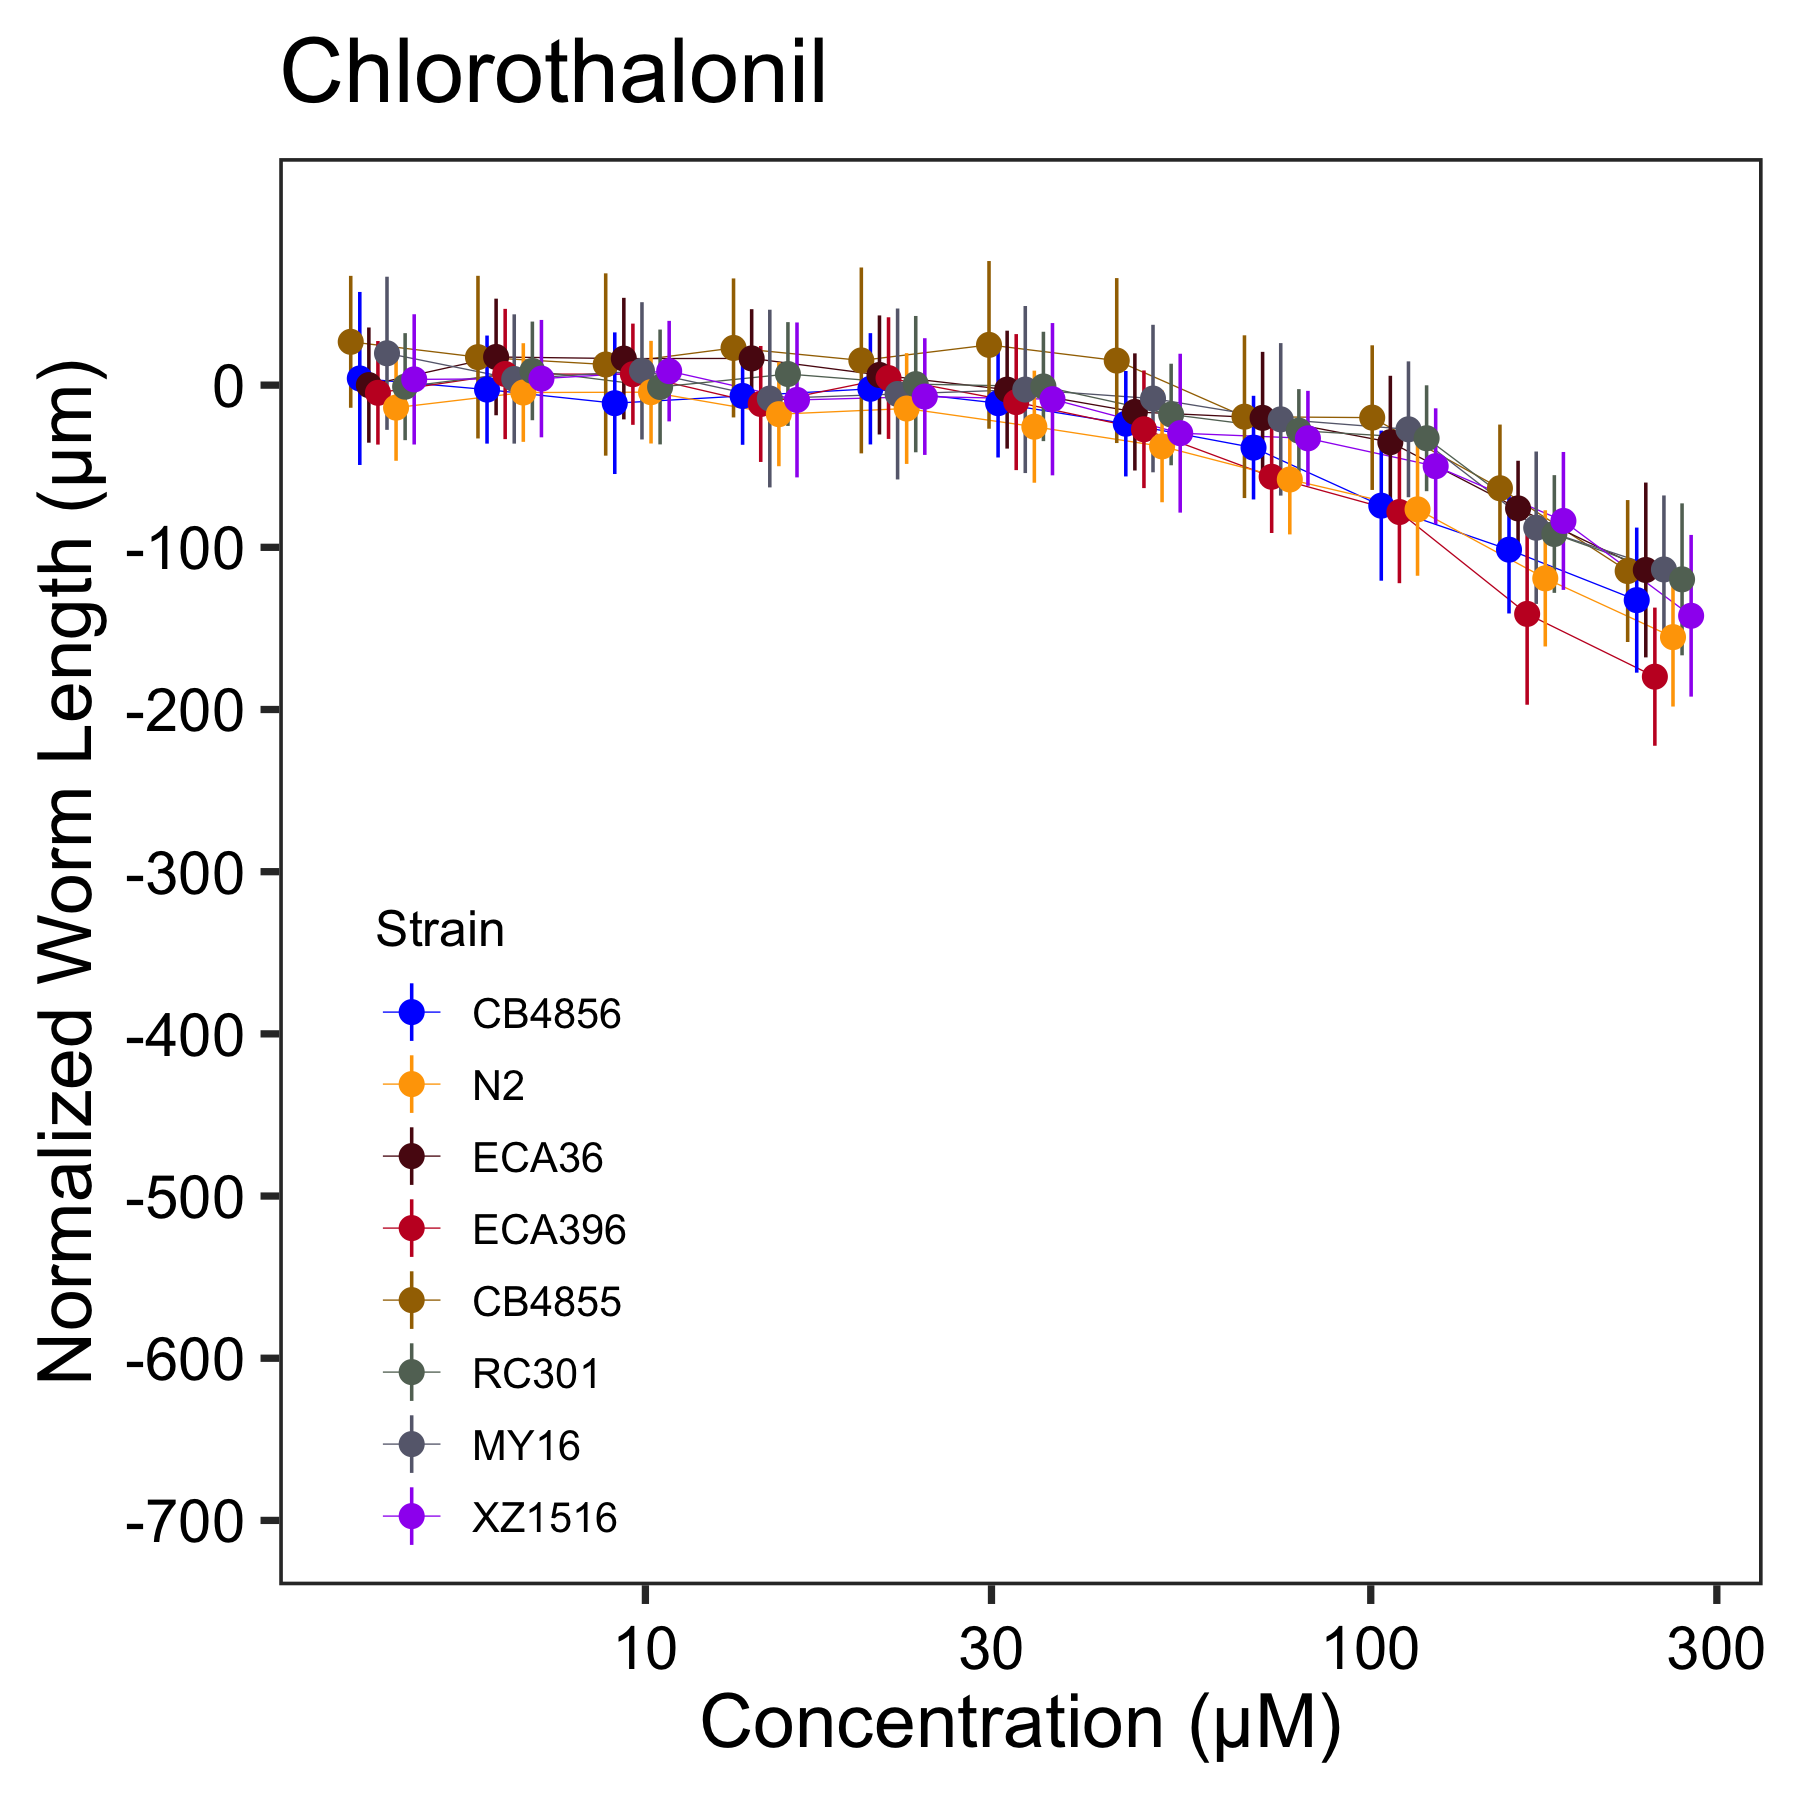 Chlorothalonil
Normalized Worm Length (µm)
0
-100
-200
-300
-400
-500
-600
-700
Strain
CB4856
N2
ECA36
ECA396
CB4855
RC301
MY16
XZ1516
10 30 100 300
Concentration (µM)